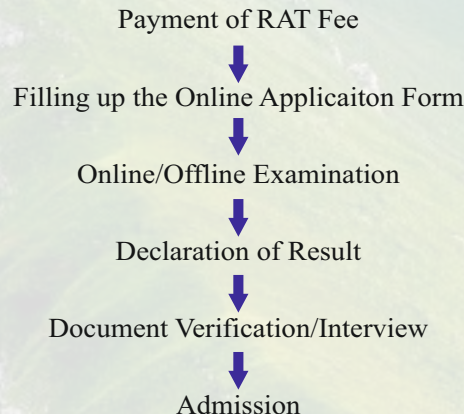 Payment of RAT Fee
Filling up the Online Applicaiton Form
Online/Offline Examination
Declaration of Result
Document Verification/Interview
Admission